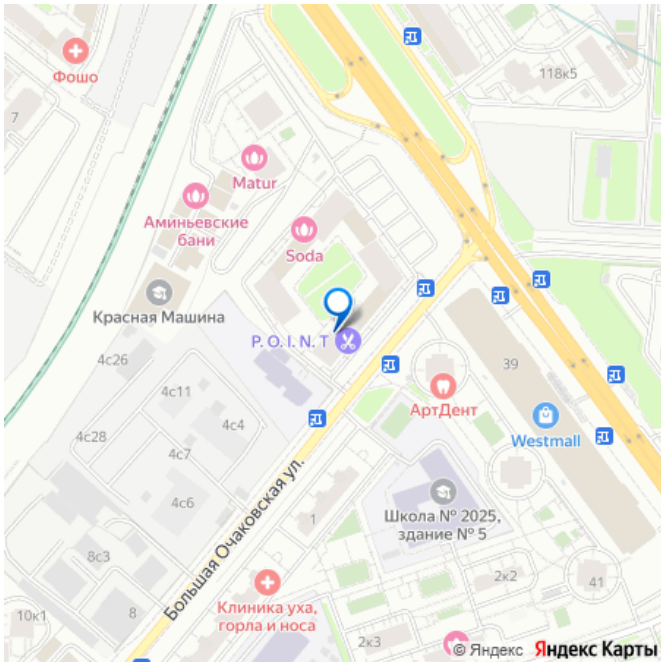 118к5
Фошо
7
Matur
Аминьевские
бани
Soda
Красная Машина
P.O.I.N.T
4с26
39
4с11
АртДент
4с4
Westmall
4с28
4с7
4с6
Большая Очаковская ул.
Школа № 2025,
здание № 5
1
8с3
2к2
41
Клиника уха,
горла и носа
10к1
8
2к3
© Яндекс Яндекс Карты